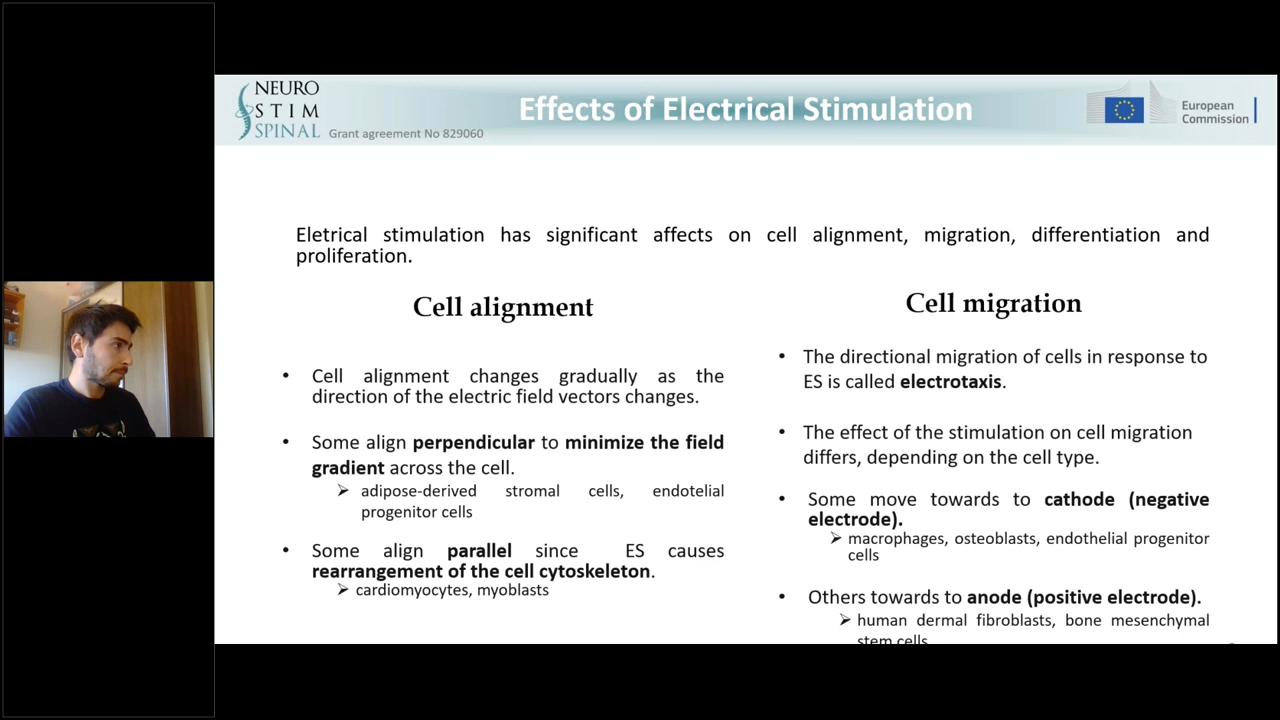 NEURO
STIM
SPINAL
Grant agreement No 829060
Effects of Electrical Stimulation
European
Commission
Eletrical stimulation has significant affects on cell alignment, migration, differentiation and
proliferation.
Cell alignment
• Cell alignment changes gradually as the
direction of the electric field vectors changes.
• Some align perpendicular to minimize the field
gradient across the cell.
➢ adipose-derived stromal cells, endotelial
progenitor cells
• Some align parallel since ES causes
rearrangement of the cell cytoskeleton.
➢ cardiomyocytes, myoblasts
Cell migration
• The directional migration of cells in response to
ES is called electrotaxis.
• The effect of the stimulation on cell migration
differs, depending on the cell type.
• Some move towards to cathode (negative
electrode).
➢ macrophages, osteoblasts, endothelial progenitor
cells
• Others towards to anode (positive electrode).
➢ human dermal fibroblasts, bone mesenchymal
stem cells